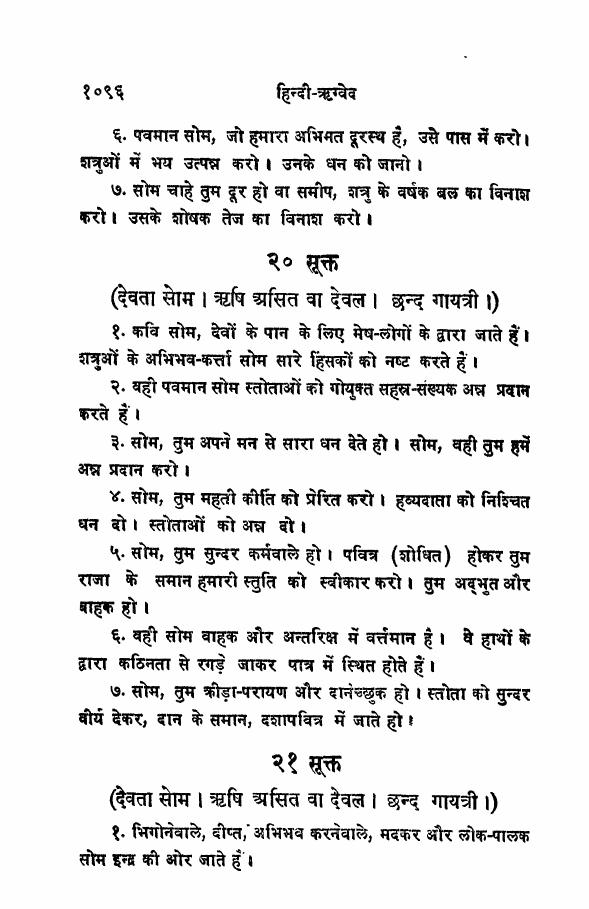 १०९६ हिन्दी-ऋग्वेद
६. पवमान सोम, जो हमारा अभिमत दूरस्थ है, उसे पास में करो।
शत्रुओं में भय उत्पन्न करो। उनके धन को जानो।
७. सोम चाहे तुम दूर हो वा समीप, शत्रु के वर्षक बल का विनाश
करो। उसके शोषक तेज का विनाश करो।
२० सूक्त
(देवता सोम। ऋषि असित वा देवल। छन्द गायत्री।)
१. कवि सोम, देवों के पान के लिए मेष-लोगों के द्वारा जाते हैं।
शत्रुओं के अभिभव-कर्त्ता सोम सारे हिंसकों को नष्ट करते हैं।
२. वही पवमान सोम स्तोताओं को गोयुक्त सहस्र-संख्यक अन्न प्रदान
करते हैं।
३. सोम, तुम अपने मन से सारा धन देते हो। सोम, वही तुम हमें
अन्न प्रदान करो।
४. सोम, तुम महती कीर्ति को प्रेरित करो। हव्यदाता को निश्चित
धन दो। स्तोताओं को अन्न दो।
५. सोम, तुम सुन्दर कर्मवाले हो। पवित्र (शोधित) होकर तुम
राजा के समान हमारी स्तुति को स्वीकार करो। तुम अद्भुत और
वाहक हो।
६. वही सोम वाहक और अन्तरिक्ष में वर्त्तमान है। वे हाथों के
द्वारा कठिनता से रगड़े जाकर पात्र में स्थित होते हैं।
७. सोम, तुम क्रीड़ा-परायण और दानेच्छुक हो। स्तोता को सुन्दर
वीर्य देकर, दान के समान, दशापवित्र में जाते हो।
२१ सूक्त
(देवता सोम। ऋषि असित वा देवल। छन्द गायत्री।)
१. भिगोनेवाले, दीप्त, अभिभव करनेवाले, मदकर और लोक-पालक
सोम इन्द्र की ओर जाते हैं।